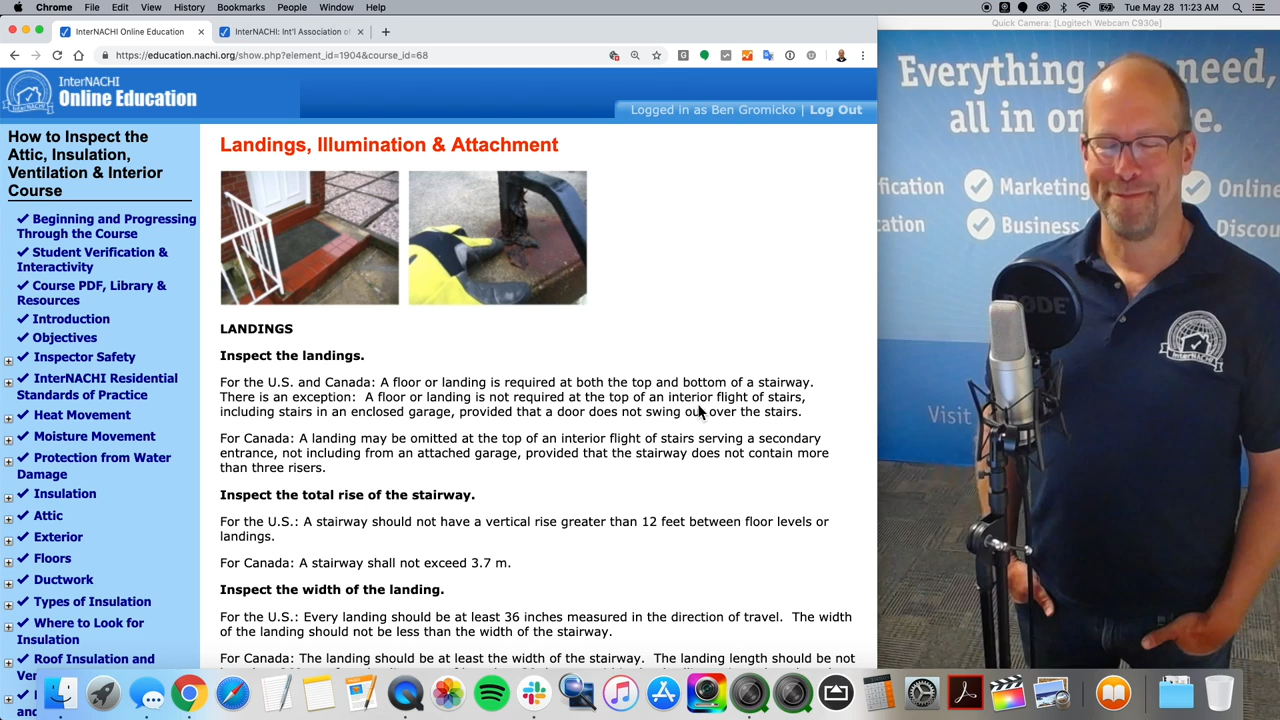 Chrome File Edit View History Bookmarks People Window Help
Tue May 28 11:23 AM
Quick Camera: [Logitech Webcam C930e]
InterNACHI Online Education
InterNACHI: Int'l Association of
https://education.nachi.org/show.php?element_id=1904&course_id=68
InterNACHI
Online Education
Logged in as Ben Gromicko | Log Out
How to Inspect the
Attic, Insulation,
Ventilation & Interior
Course
Beginning and Progressing
Through the Course
Student Verification &
Interactivity
Course PDF, Library &
Resources
Introduction
Objectives
Inspector Safety
InterNACHI Residential
Standards of Practice
Heat Movement
Moisture Movement
Protection from Water
Damage
Insulation
Attic
Exterior
Floors
Ductwork
Types of Insulation
Where to Look for
Insulation
Roof Insulation and
and
Landings, Illumination & Attachment
LANDINGS
Inspect the landings.
For the U.S. and Canada: A floor or landing is required at both the top and bottom of a stairway.
There is an exception: A floor or landing is not required at the top of an interior flight of stairs,
including stairs in an enclosed garage, provided that a door does not swing out over the stairs.
For Canada: A landing may be omitted at the top of an interior flight of stairs serving a secondary
entrance, not including from an attached garage, provided that the stairway does not contain more
than three risers.
Inspect the total rise of the stairway.
For the U.S.: A stairway should not have a vertical rise greater than 12 feet between floor levels or
landings.
For Canada: A stairway shall not exceed 3.7 m.
Inspect the width of the landing.
For the U.S.: Every landing should be at least 36 inches measured in the direction of travel. The width
of the landing should not be less than the width of the stairway.
For Canada: The landing should be at least the width of the stairway. The landing length should be not
Everything you need,
all in one
Marketing
Online
Business
Visit
RØDE
InterNACHI